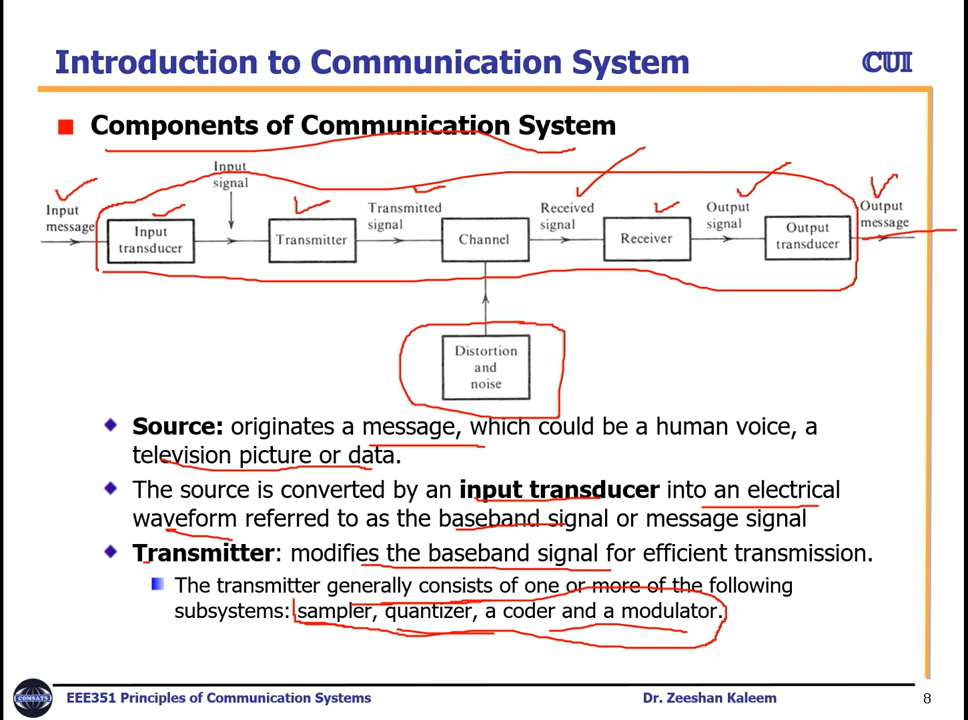 Introduction to Communication System
CUI
Components of Communication System
Input
signal
Input
message
Input
transducer
Transmitter
Transmitted
signal
Channel
Received
signal
Receiver
Output
signal
Output
transducer
Output
message
Distortion
and
noise
Source: originates a message, which could be a human voice, a
television picture or data.
The source is converted by an input transducer into an electrical
waveform referred to as the baseband signal or message signal
Transmitter: modifies the baseband signal for efficient transmission.
The transmitter generally consists of one or more of the following
subsystems: sampler, quantizer, a coder and a modulator.
COMSATS
EEE351 Principles of Communication Systems
Dr. Zeeshan Kaleem
8